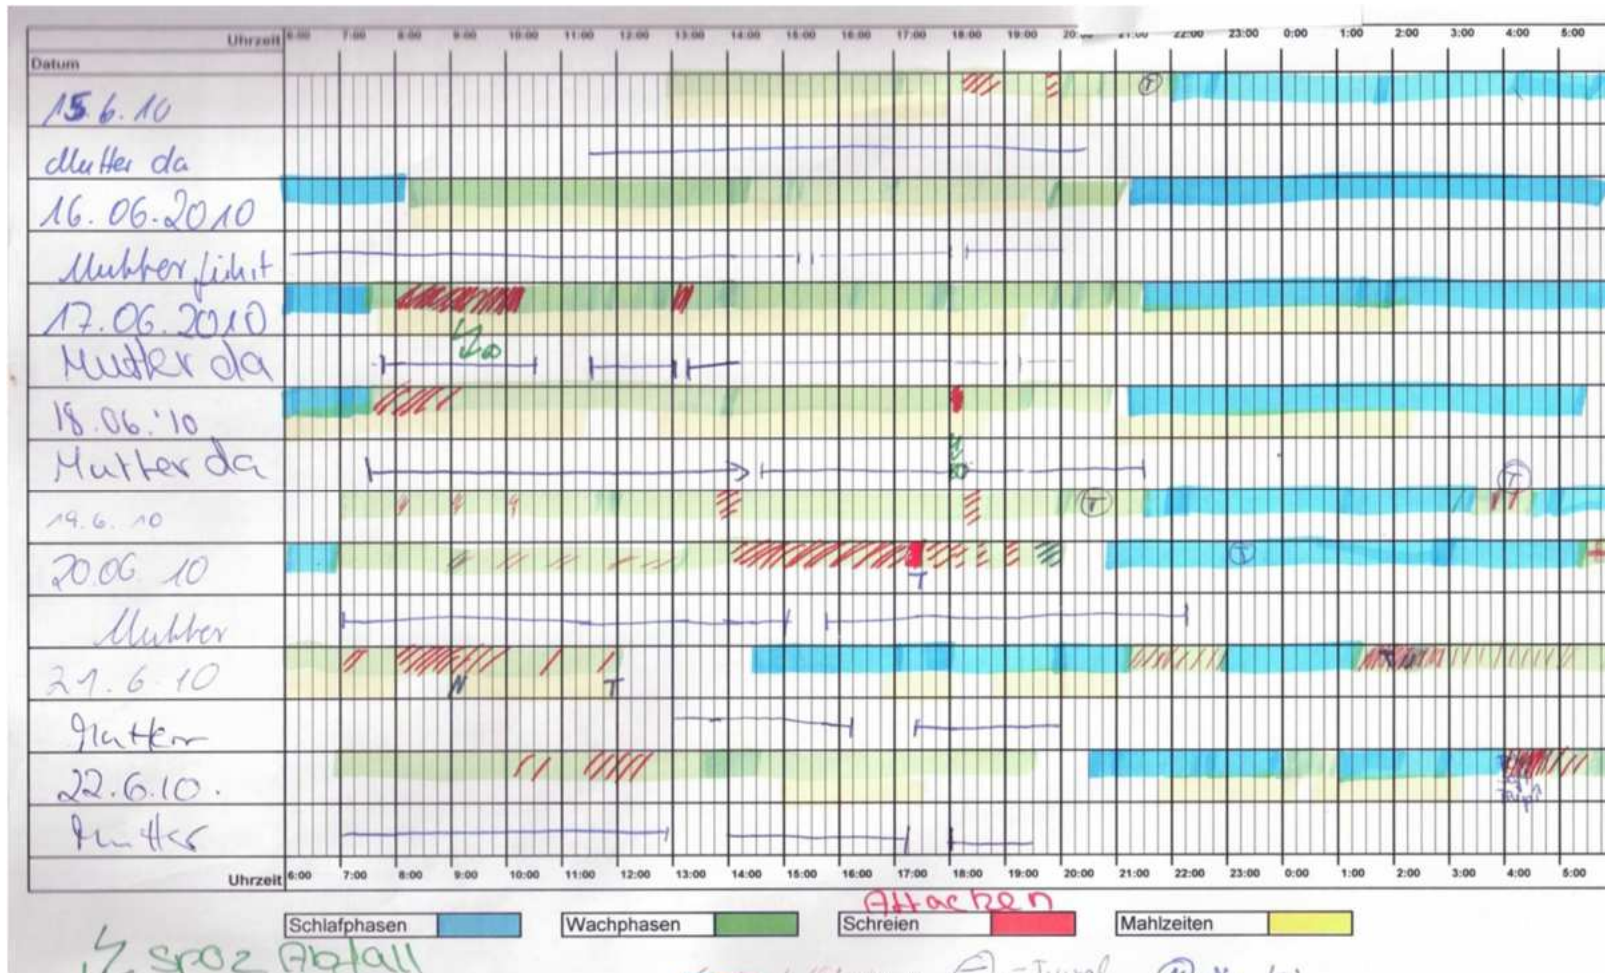 Uhrzeit 6:00 7:00 8:00 9:00 10:00 11:00 12:00 13:00 14:00 15:00 16:00 17:00 18:00 19:00 20:00 21:00 22:00 23:00 0:00 1:00 2:00 3:00 4:00 5:00
Datum
15.6.10 T
Mutter da
16.06.2010
Mutter
17.06.2010
Mutter da
18.06.'10
Mutter da
19.6.10 T T
20.06 10 T T
Mutter
21.6.10 N T
Mutter
22.6.10.
Mutter
Uhrzeit 6:00 7:00 8:00 9:00 10:00 11:00 12:00 13:00 14:00 15:00 16:00 17:00 18:00 19:00 20:00 21:00 22:00 23:00 0:00 1:00 2:00 3:00 4:00 5:00
Attacken
Schlafphasen Wachphasen Schreien Mahlzeiten
SpO2 Abfall